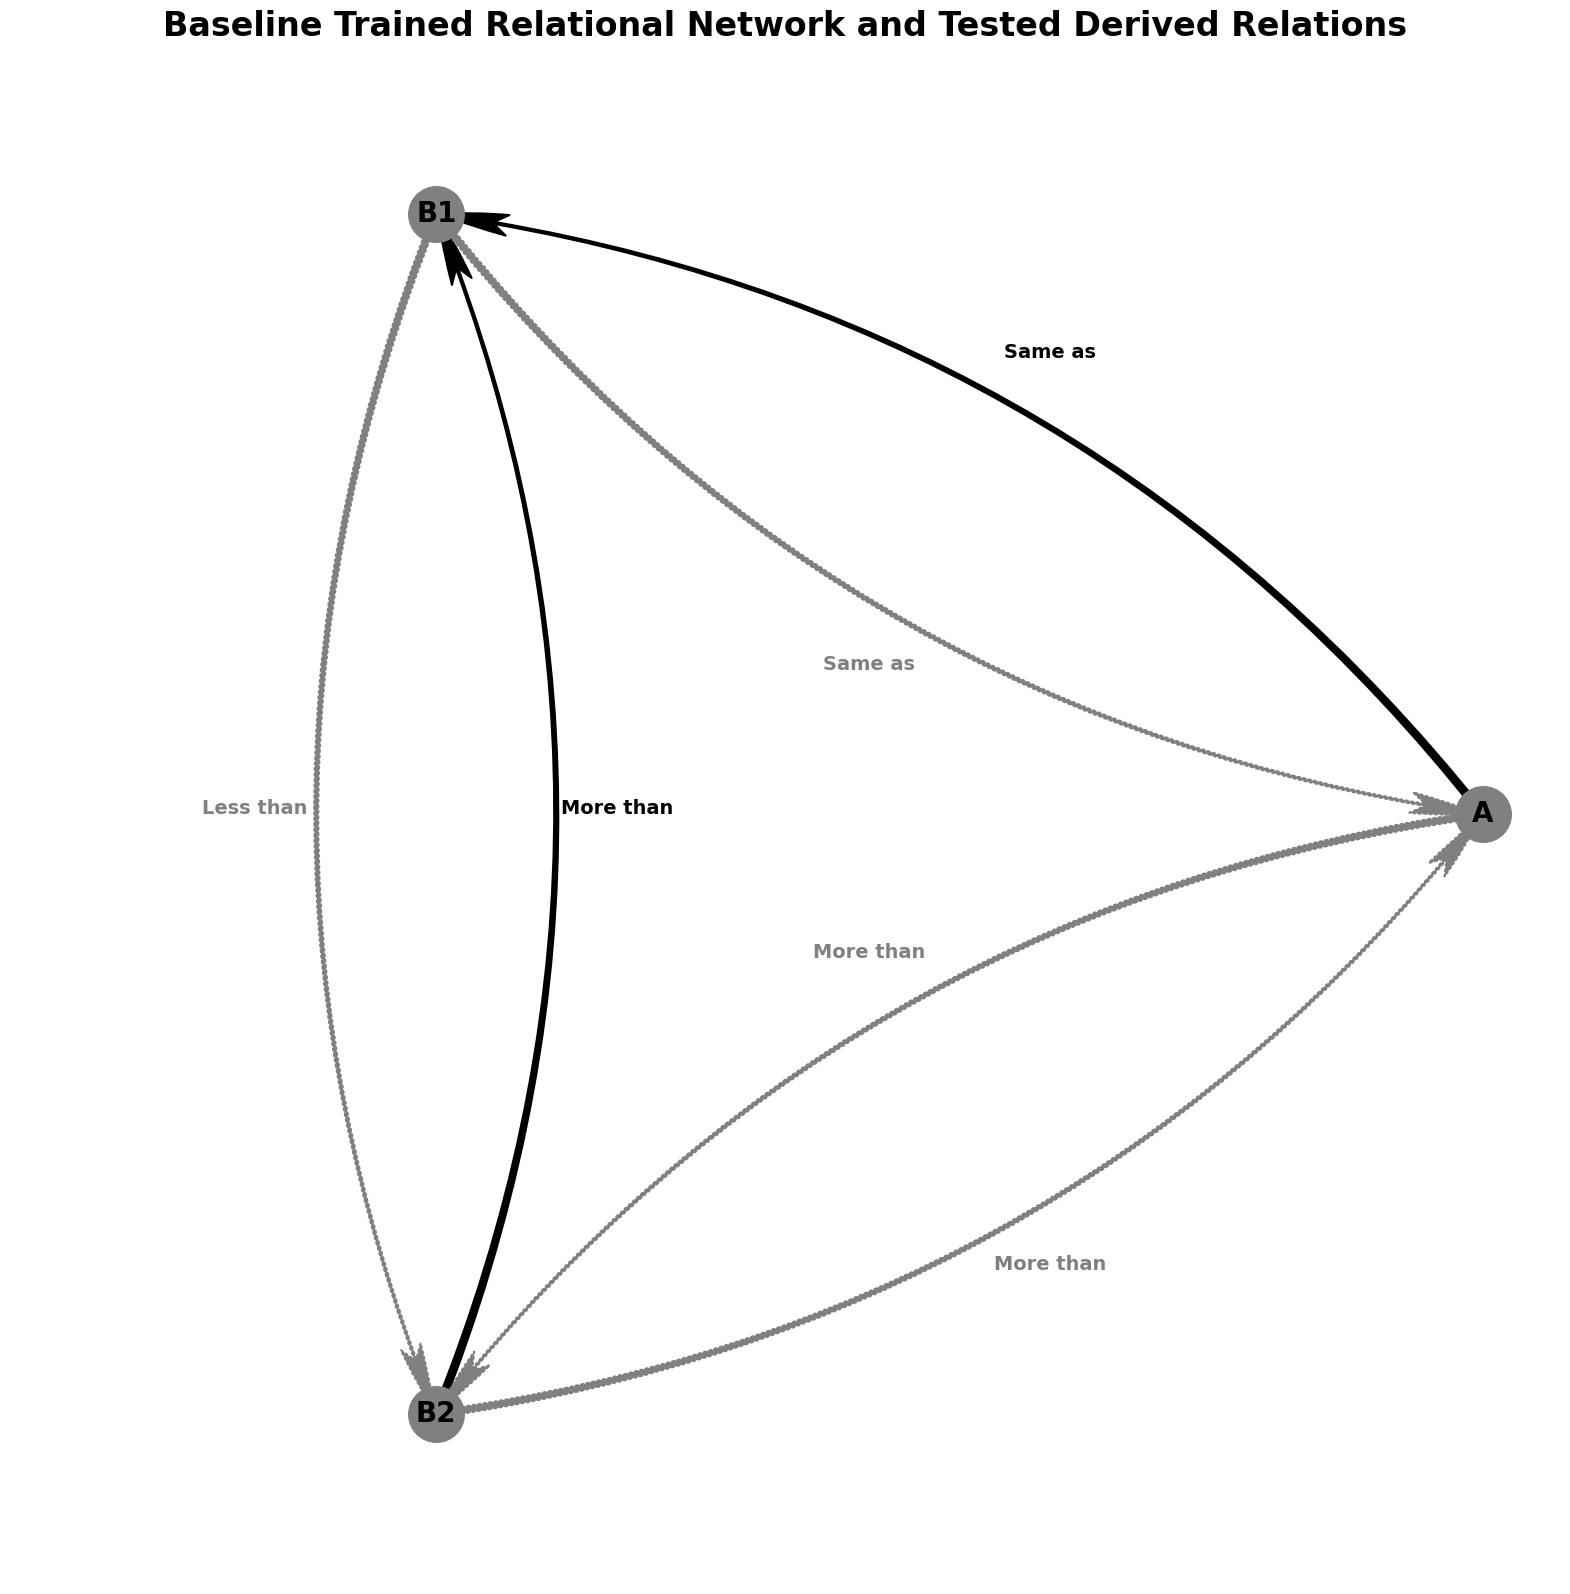 Baseline Trained Relational Network and Tested Derived Relations
B1
Same as
Same as
Less than
More than
A
More than
More than
B2